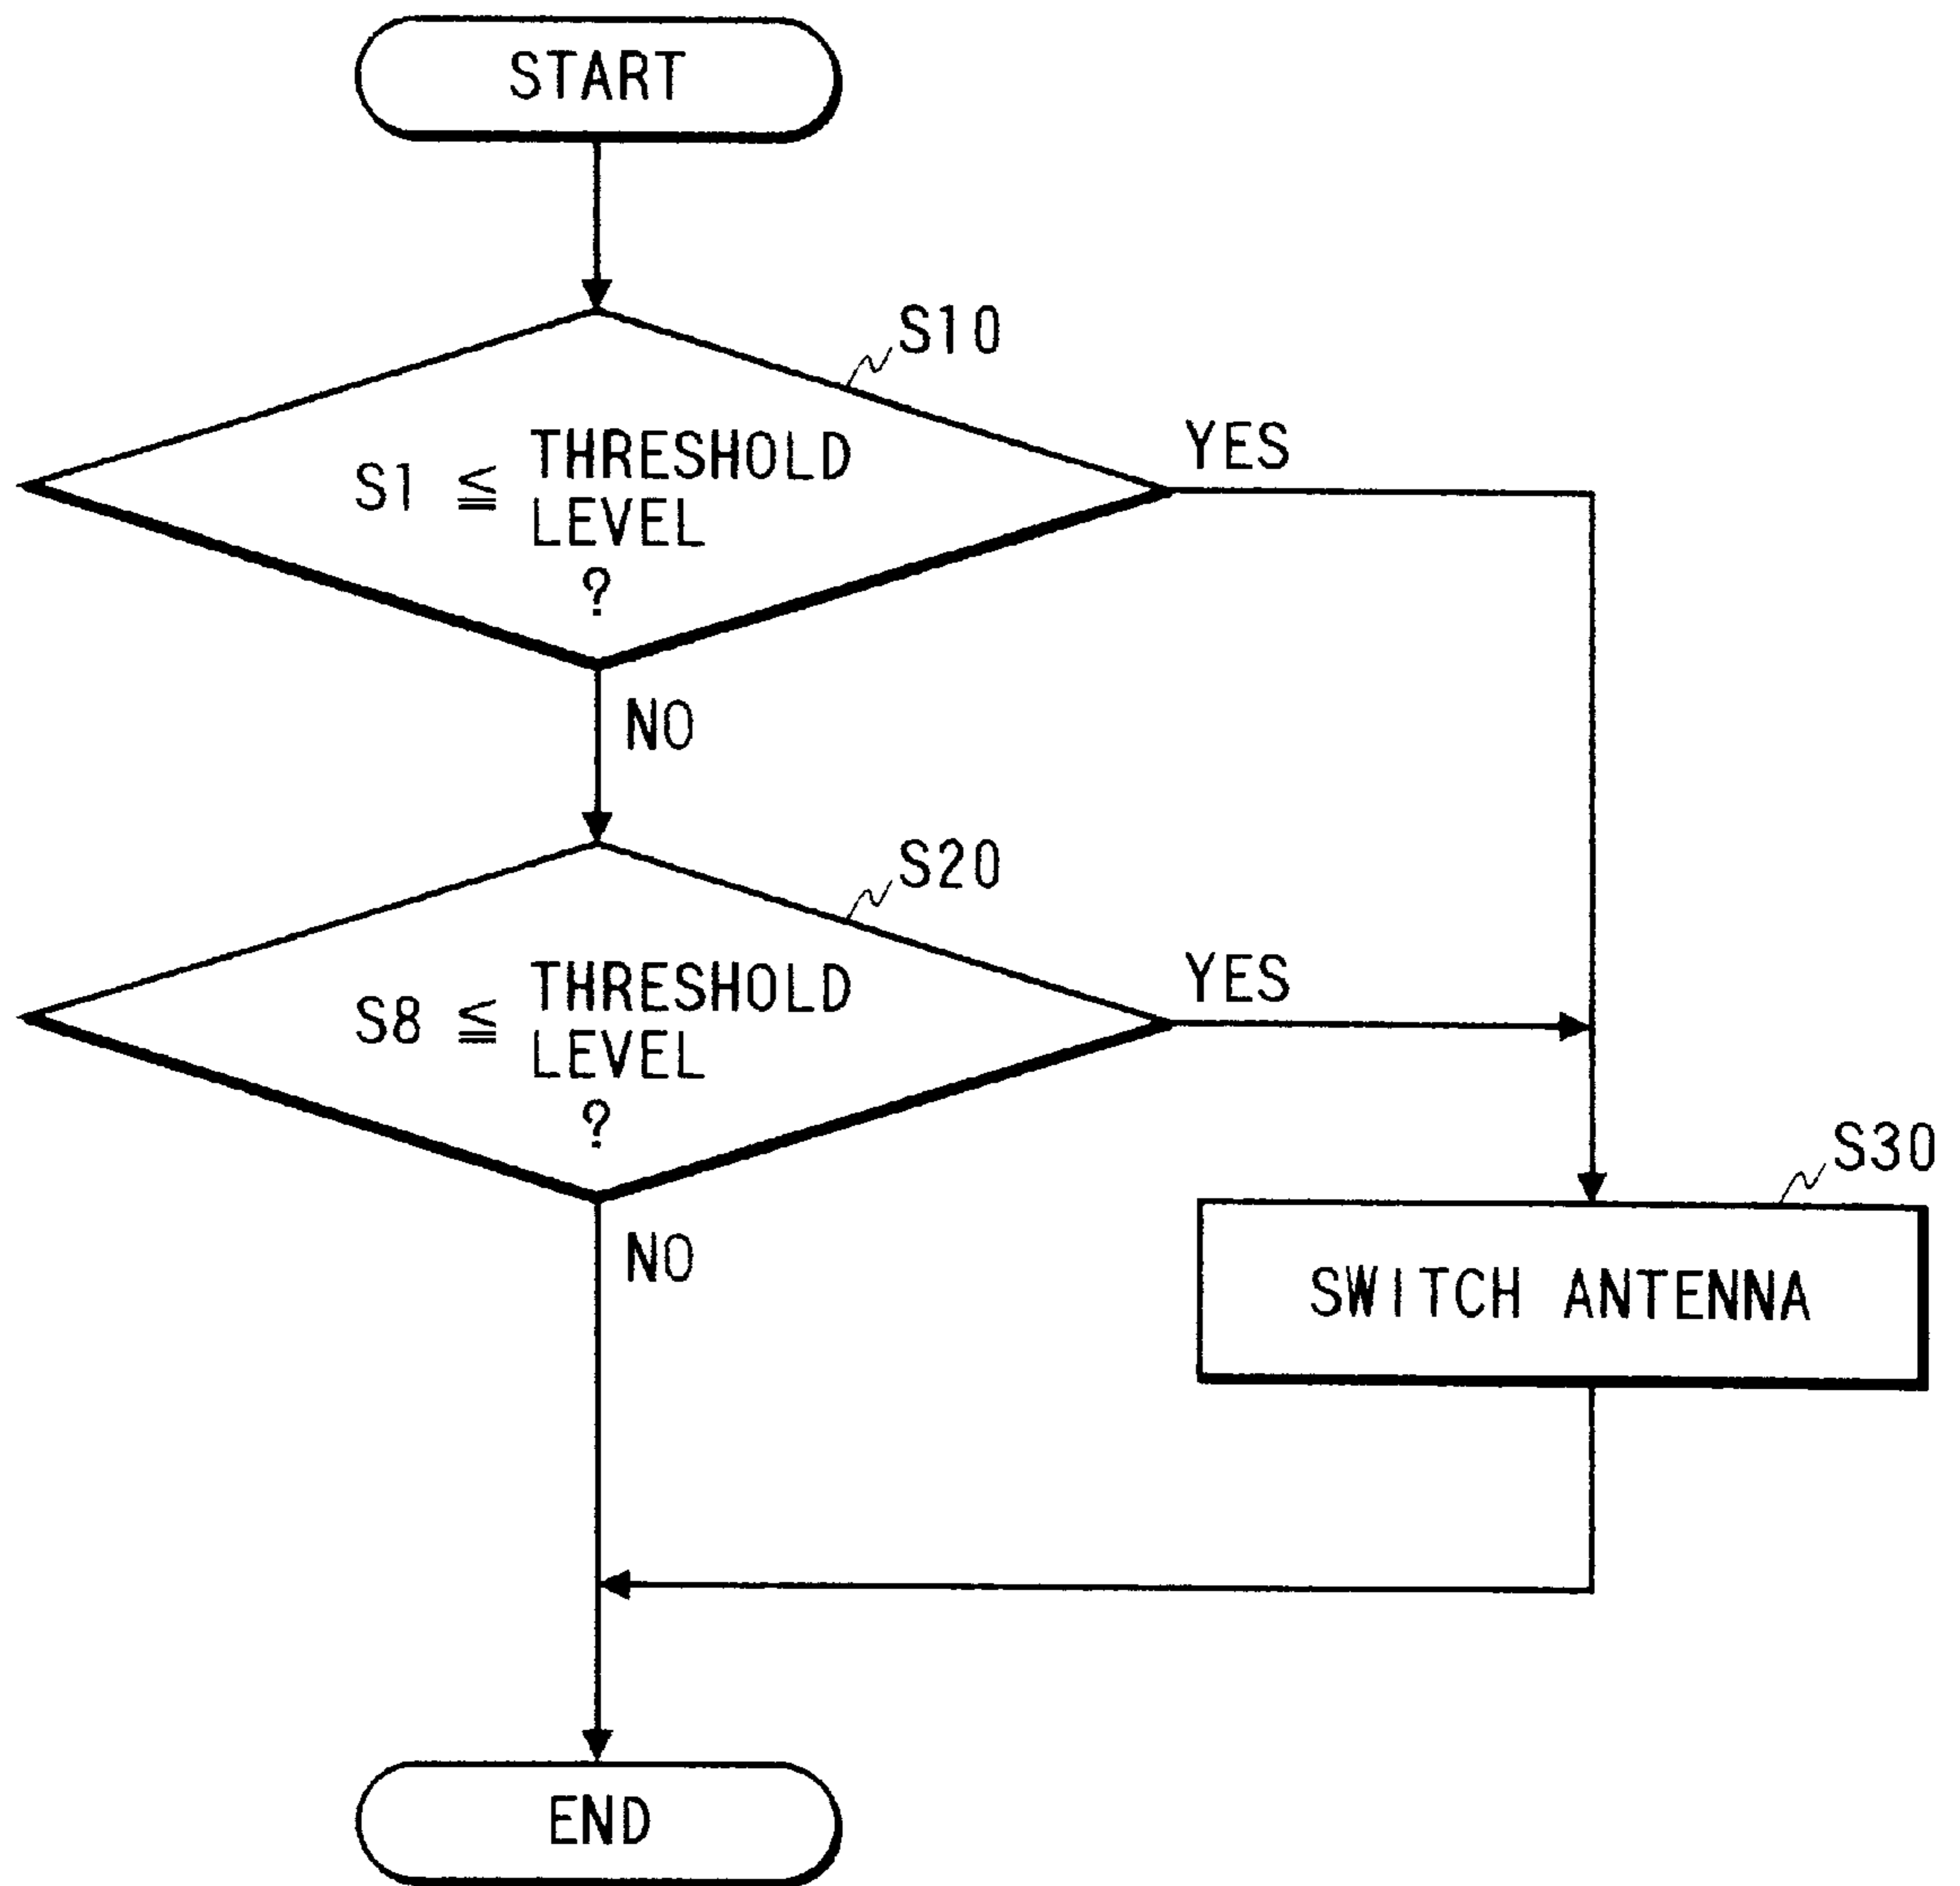 START
S10
S1 ≦ THRESHOLD
LEVEL
?
YES
NO
S20
S8 ≦ THRESHOLD
LEVEL
?
YES
NO
S30
SWITCH ANTENNA
END